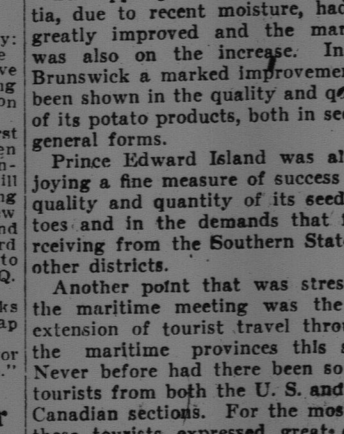 tia, due to recent moisture, had
greatly improved and the mar
was also on the increase. In
Brunswick a marked improveme
been shown in the quality and q
of its potato products, both in se
general forms.
Prince Edward Island was al
joying a fine measure of success
quality and quantity of its seed
toes and in the demands that
rceiving from the Southern Stat
other districts.
Another point that was stres
the maritime meeting was the
extension of tourist travel thro
the maritime provinces this s
Never before had there been so
tourists from both the U. S. and
Canadian sections. For the mos
these tourists expressed great